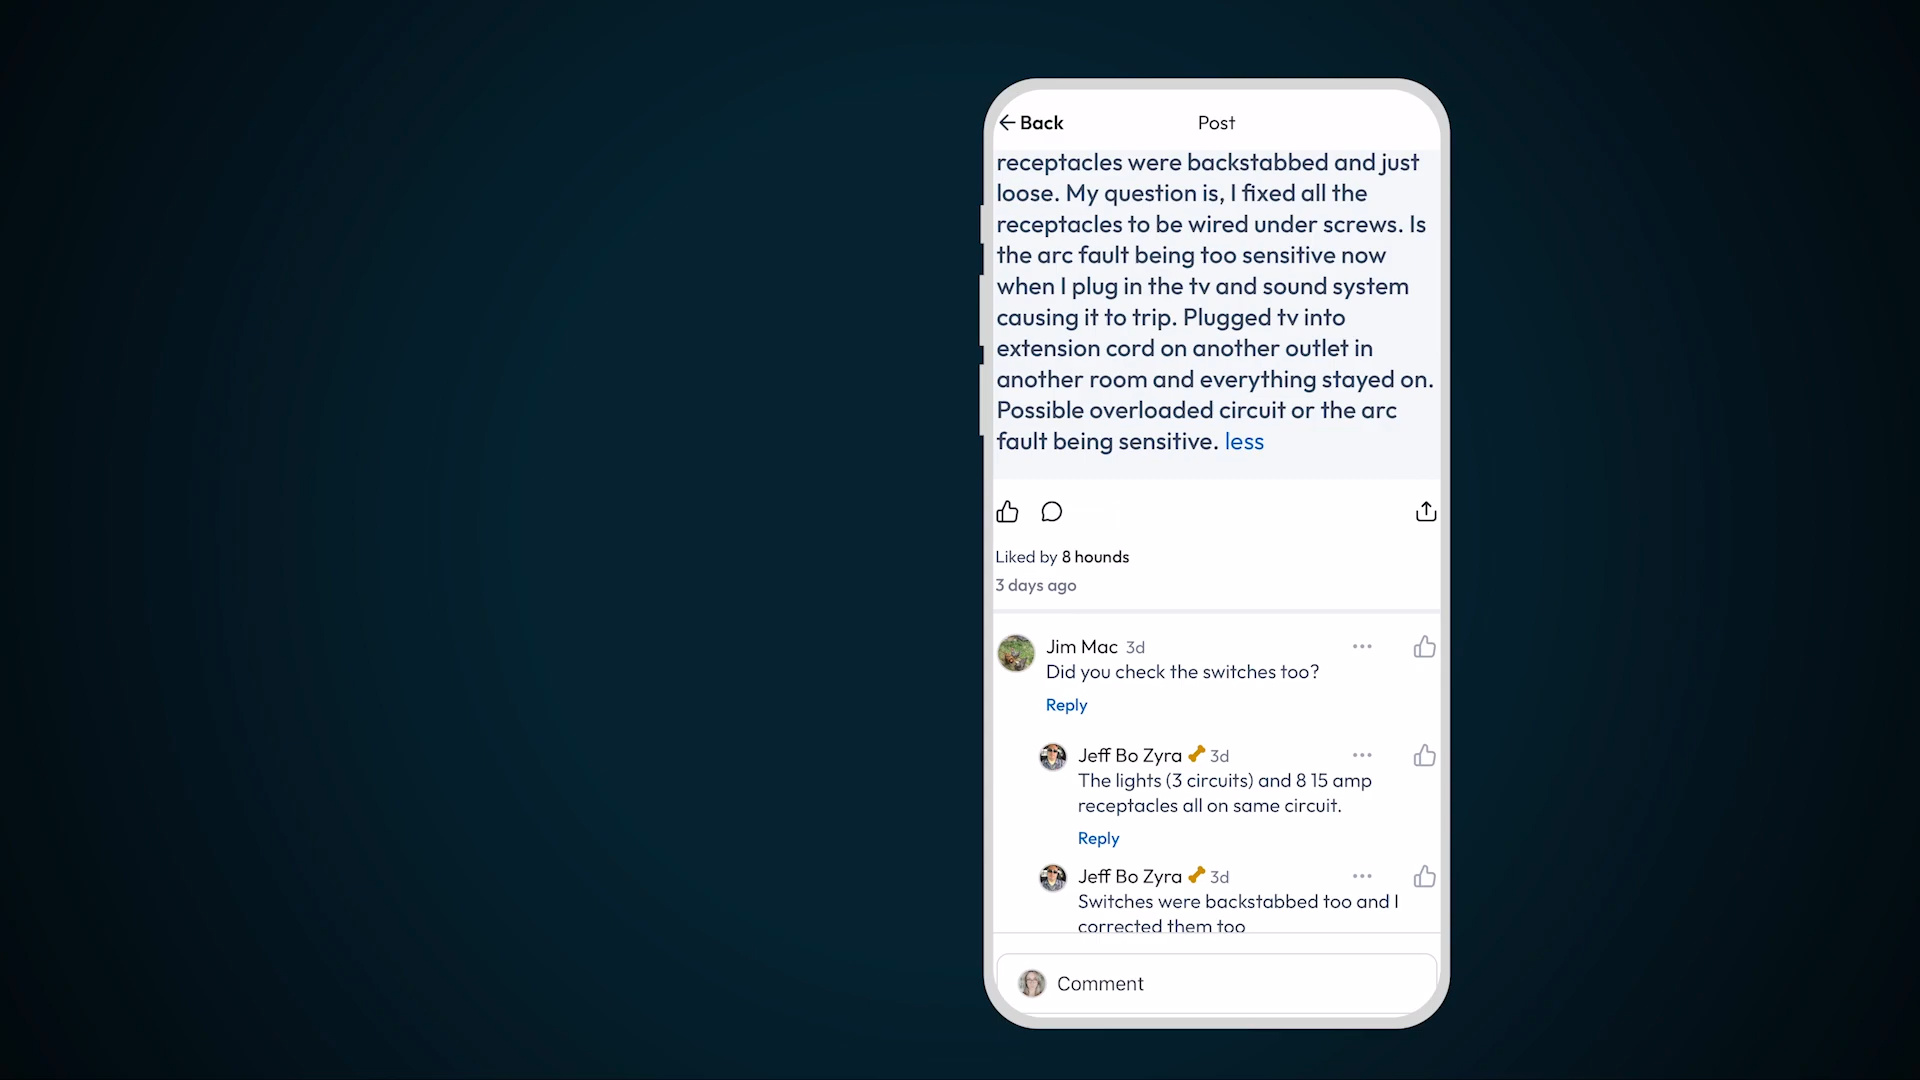 Back
Post
receptacles were backstabbed and just
loose. My question is, I fixed all the
receptacles to be wired under screws. Is
the arc fault being too sensitive now
when I plug in the tv and sound system
causing it to trip. Plugged tv into
extension cord on another outlet in
another room and everything stayed on.
Possible overloaded circuit or the arc
fault being sensitive. less
Liked by 8 hounds
3 days ago
Jim Mac 3d
Did you check the switches too?
Reply
Jeff Bo Zyra 3d
The lights (3 circuits) and 8 15 amp
receptacles all on same circuit.
Reply
Jeff Bo Zyra 3d
Switches were backstabbed too and I
corrected them too
Comment